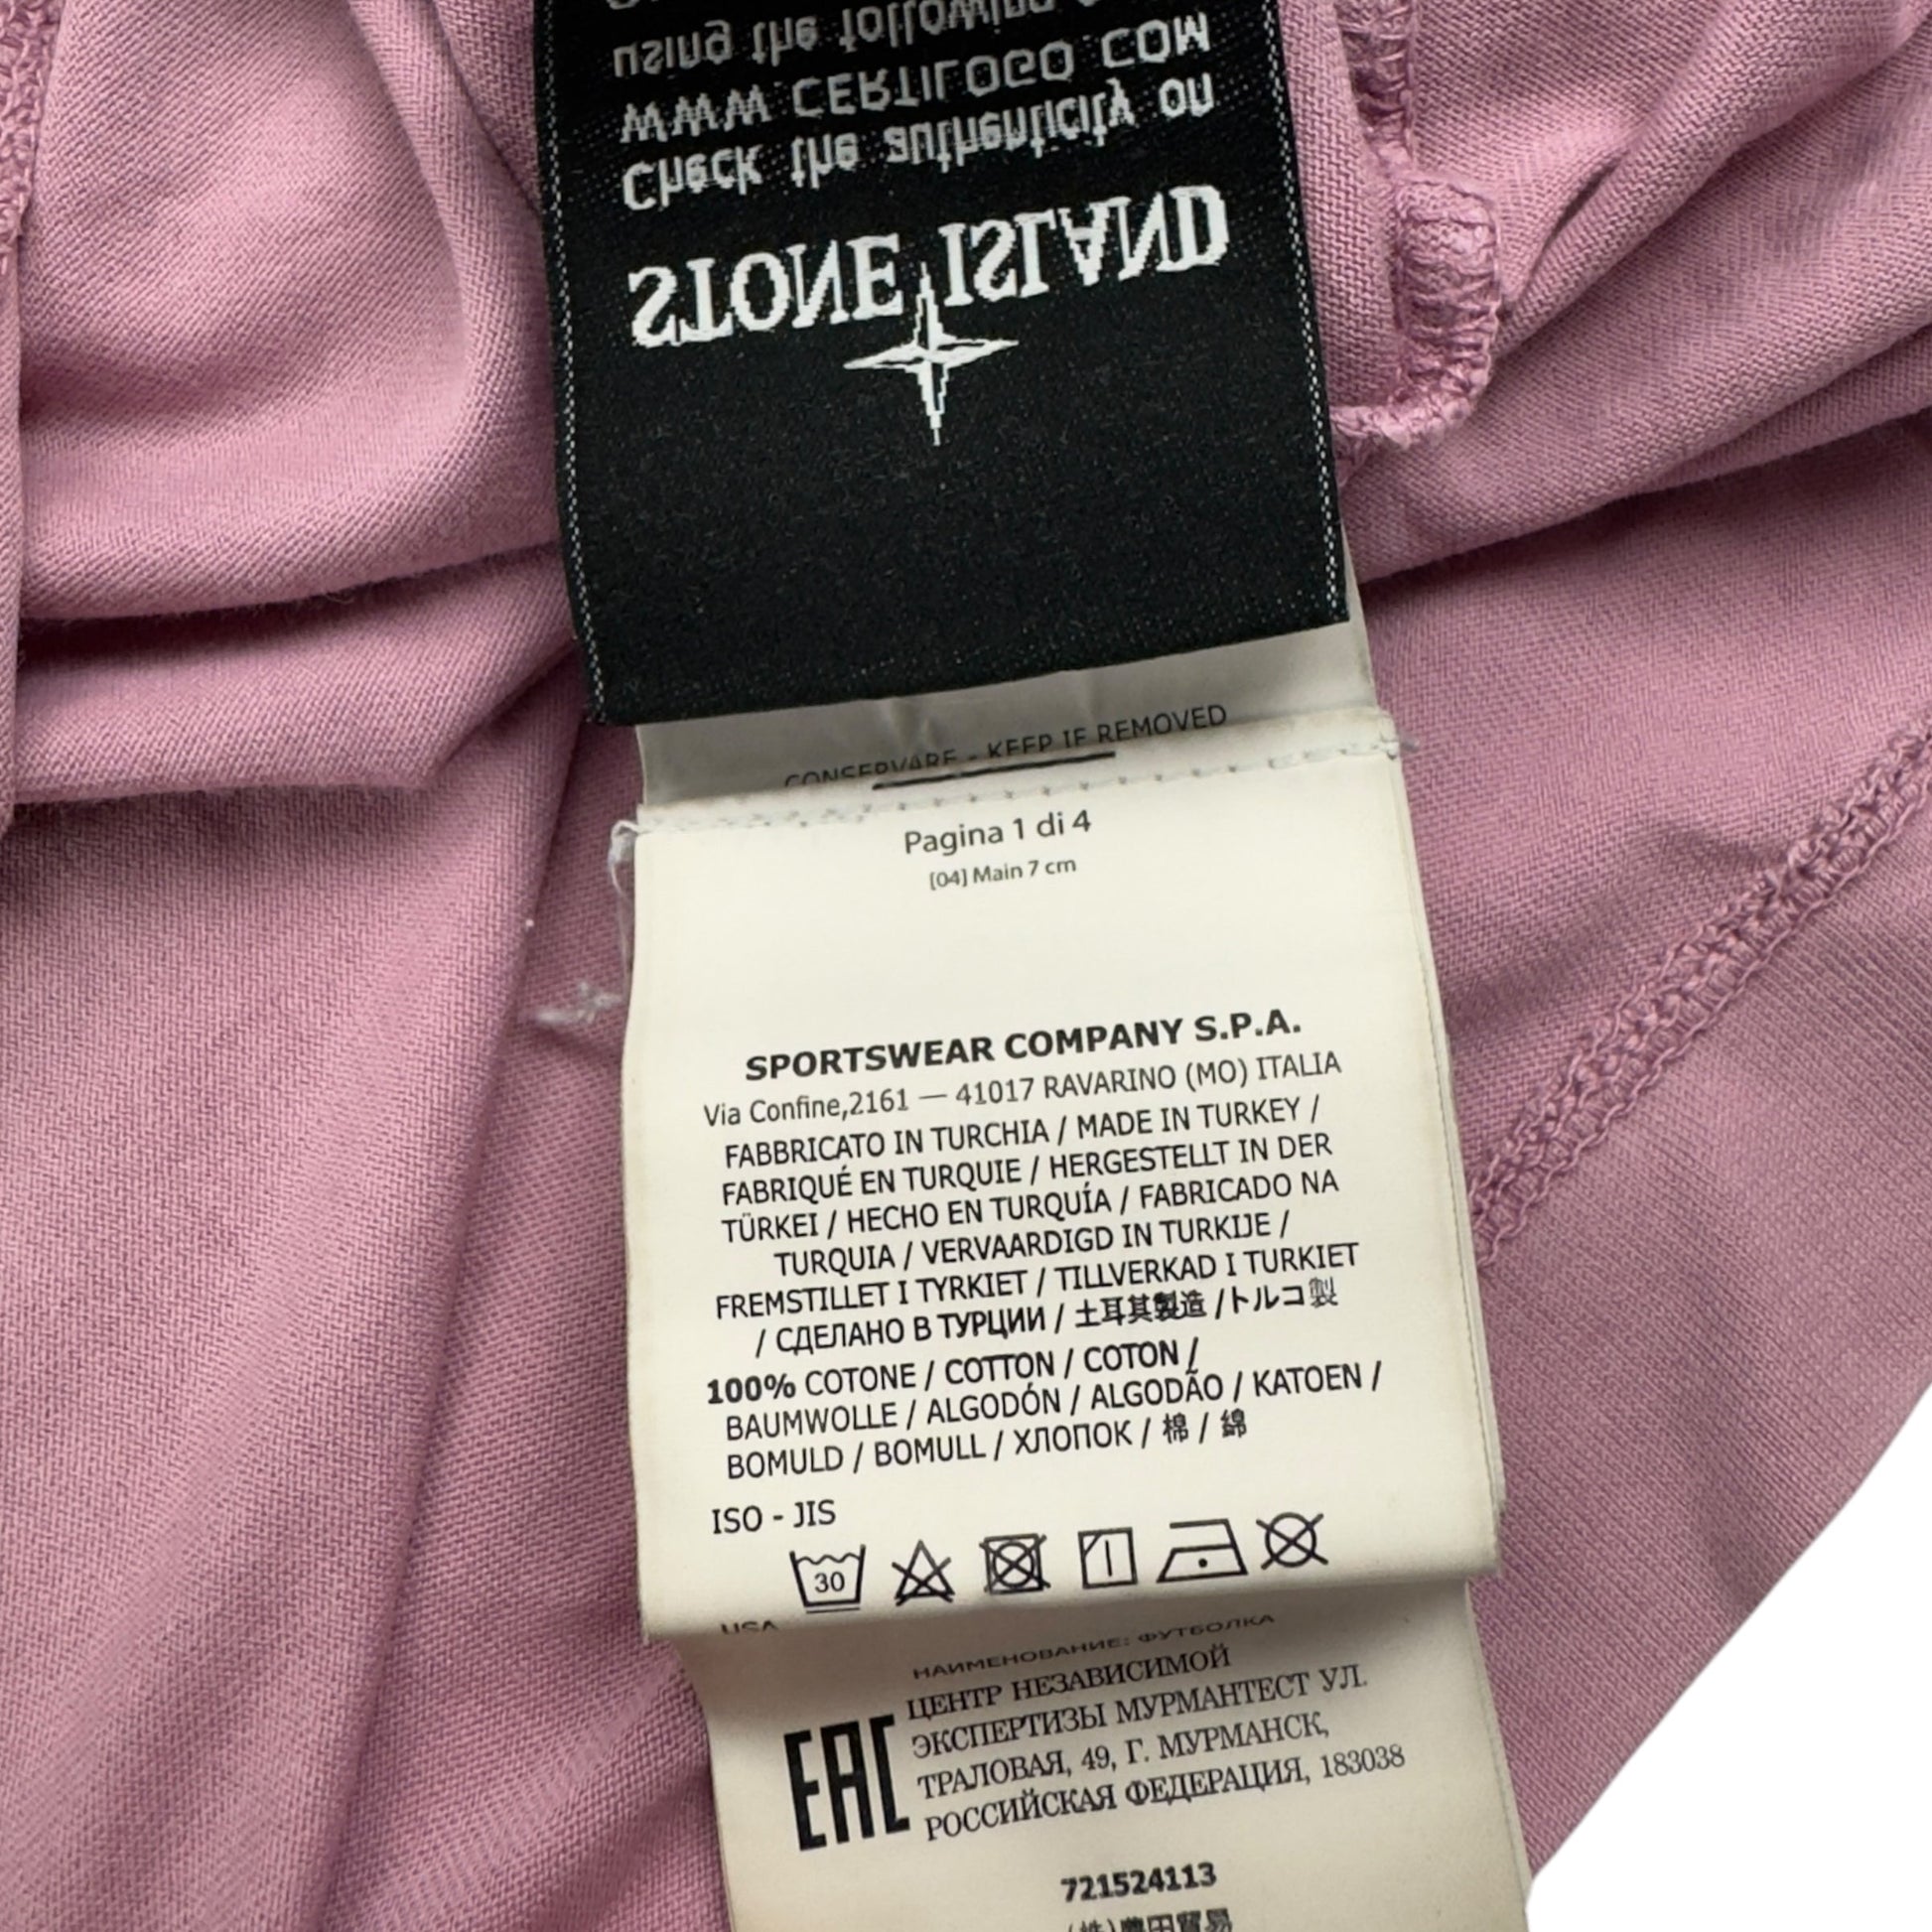 using the following
WWW.CERTILOGO.COM
Check the authenticity on
STONE ISLAND
CONSERVARE - KEEP IF REMOVED
Pagina 1 di 4
[04] Main 7 cm
SPORTSWEAR COMPANY S.P.A.
Via Confine,2161 — 41017 RAVARINO (MO) ITALIA
FABBRICATO IN TURCHIA / MADE IN TURKEY /
FABRIQUÉ EN TURQUIE / HERGESTELLT IN DER
TÜRKEI / HECHO EN TURQUÍA / FABRICADO NA
TURQUIA / VERVAARDIGD IN TURKIJE /
FREMSTILLET I TYRKIET / TILLVERKAD I TURKIET
/ СДЕЛАНО В ТУРЦИИ / 土耳其製造 /トルコ製
100% COTONE / COTTON / COTON /
BAUMWOLLE / ALGODÓN / ALGODÃO / KATOEN /
BOMULD / BOMULL / ХЛОПОК / 棉 / 綿
ISO - JIS
30
USA
НАИМЕНОВАНИЕ: ФУТБОЛКА
ЦЕНТР НЕЗАВИСИМОЙ
ЭКСПЕРТИЗЫ МУРМАНТЕСТ УЛ.
ТРАЛОВАЯ, 49, Г. МУРМАНСК,
РОССИЙСКАЯ ФЕДЕРАЦИЯ, 183038
EAC
721524113
(株)豊田貿易